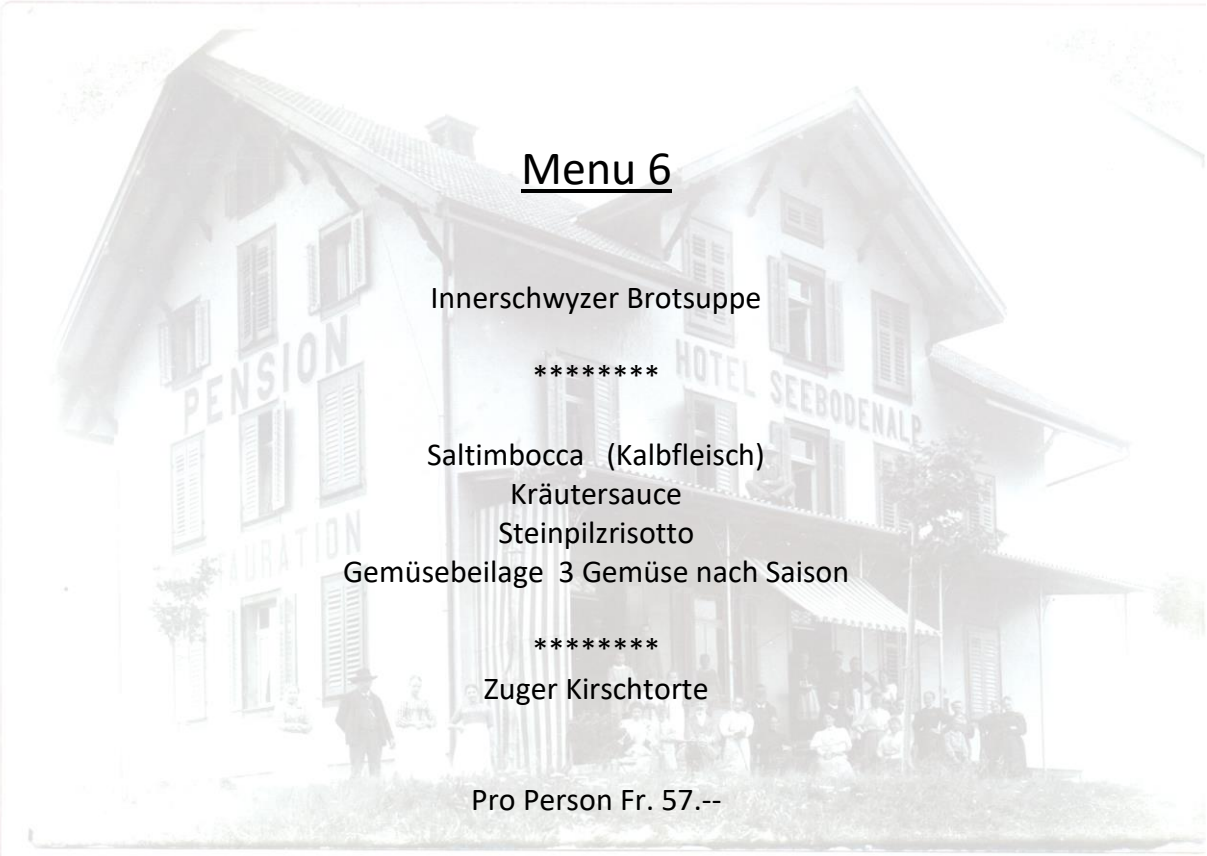 Menu 6
Innerschwyzer Brotsuppe
********
Saltimbocca (Kalbfleisch)
Kräutersauce
Steinpilzrisotto
Gemüsebeilage 3 Gemüse nach Saison
********
Zuger Kirschtorte
Pro Person Fr. 57.--
PENSION
HOTEL SEEBODENALP